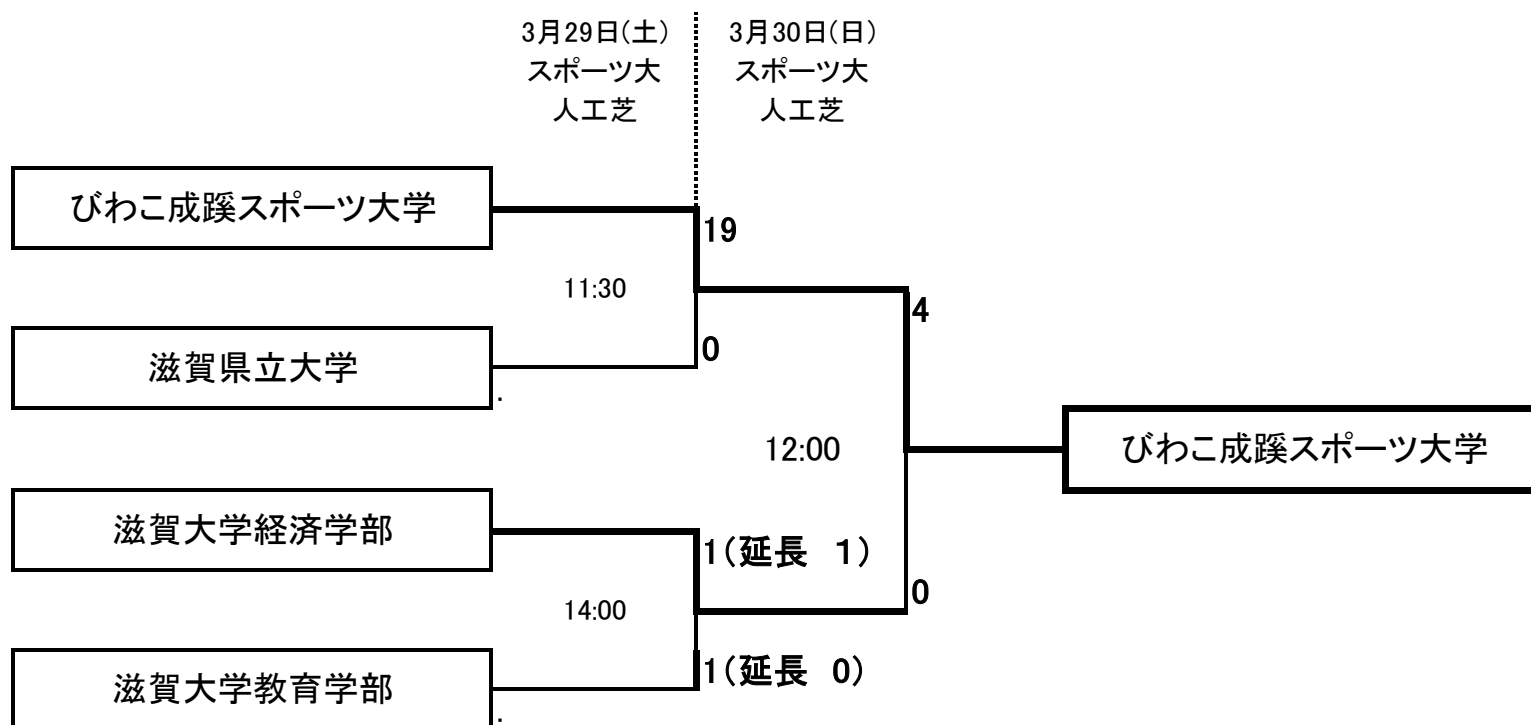 3月29日(土)
スポーツ大
人工芝
3月30日(日)
スポーツ大
人工芝
びわこ成蹊スポーツ大学
19
11:30
4
滋賀県立大学
0
.
12:00
びわこ成蹊スポーツ大学
滋賀大学経済学部
1(延長　1)
14:00
0
滋賀大学教育学部
1(延長　0)
.